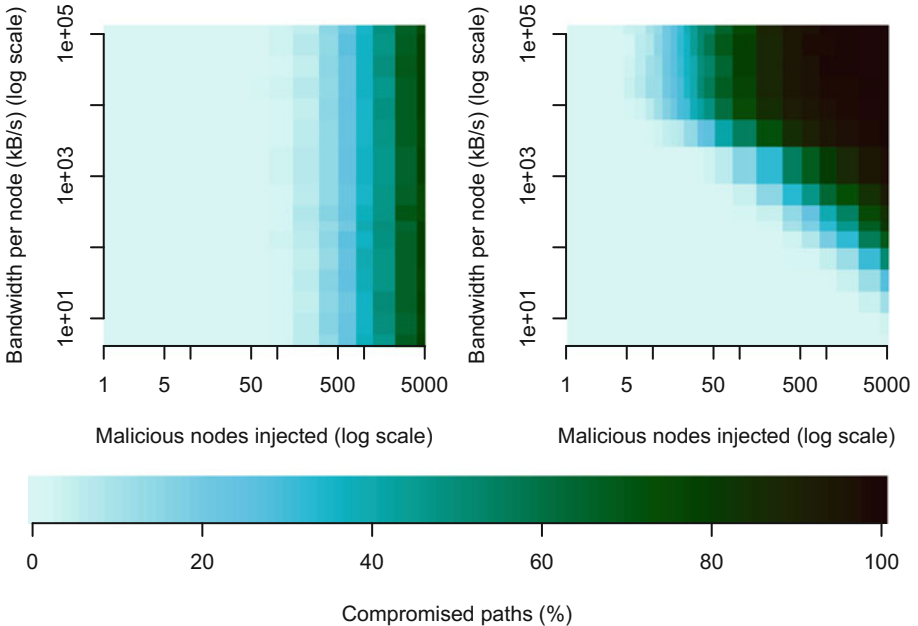 Bandwidth per node (kB/s) (log scale)
1e+05
1e+03
1e+01
1 5 50 500 5000
Malicious nodes injected (log scale)
Bandwidth per node (kB/s) (log scale)
1e+05
1e+03
1e+01
1 5 50 500 5000
Malicious nodes injected (log scale)
0 20 40 60 80 100
Compromised paths (%)